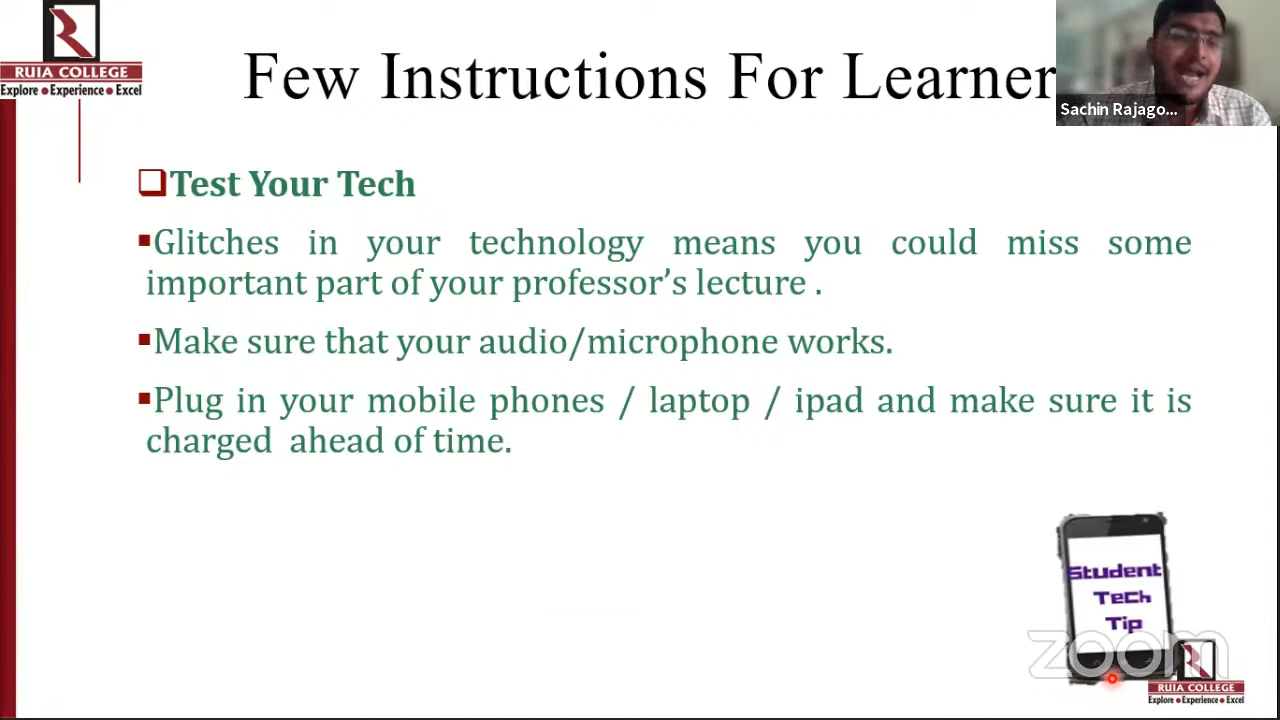 RUIA COLLEGE
Explore ●Experience ●Excel
Few Instructions For Learner
Sachin Rajago...
❑Test Your Tech
▪Glitches in your technology means you could miss some
important part of your professor’s lecture .
▪Make sure that your audio/microphone works.
▪Plug in your mobile phones / laptop / ipad and make sure it is
charged ahead of time.
Student
Tech
Tip
zoom
RUIA COLLEGE
Explore ●Experience ●Excel